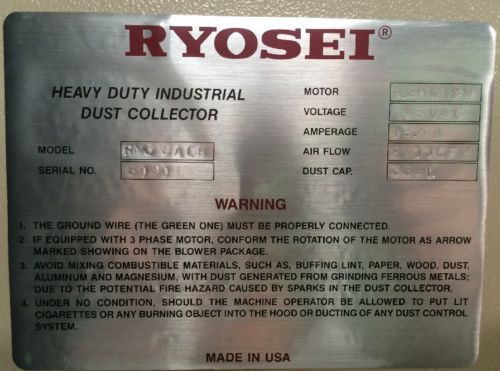 RYOSEI®
HEAVY DUTY INDUSTRIAL
DUST COLLECTOR
MODEL
SERIAL NO.
MOTOR
VOLTAGE
AMPERAGE
AIR FLOW
DUST CAP.
WARNING
1. THE GROUND WIRE (THE GREEN ONE) MUST BE PROPERLY CONNECTED.
2. IF EQUIPPED WITH 3 PHASE MOTOR, CONFORM THE ROTATION OF THE MOTOR AS ARROW
MARKED SHOWING ON THE BLOWER PACKAGE.
3. AVOID MIXING COMBUSTIBLE MATERIALS, SUCH AS, BUFFING LINT, PAPER, WOOD, DUST,
ALUMINUM AND MAGNESIUM, WITH DUST GENERATED FROM GRINDING FERROUS METALS;
DUE TO THE POTENTIAL FIRE HAZARD CAUSED BY SPARKS IN THE DUST COLLECTOR.
4. UNDER NO CONDITION, SHOULD THE MACHINE OPERATOR BE ALLOWED TO PUT LIT
CIGARETTES OR ANY BURNING OBJECT INTO THE HOOD OR DUCTING OF ANY DUST CONTROL
SYSTEM.
MADE IN USA